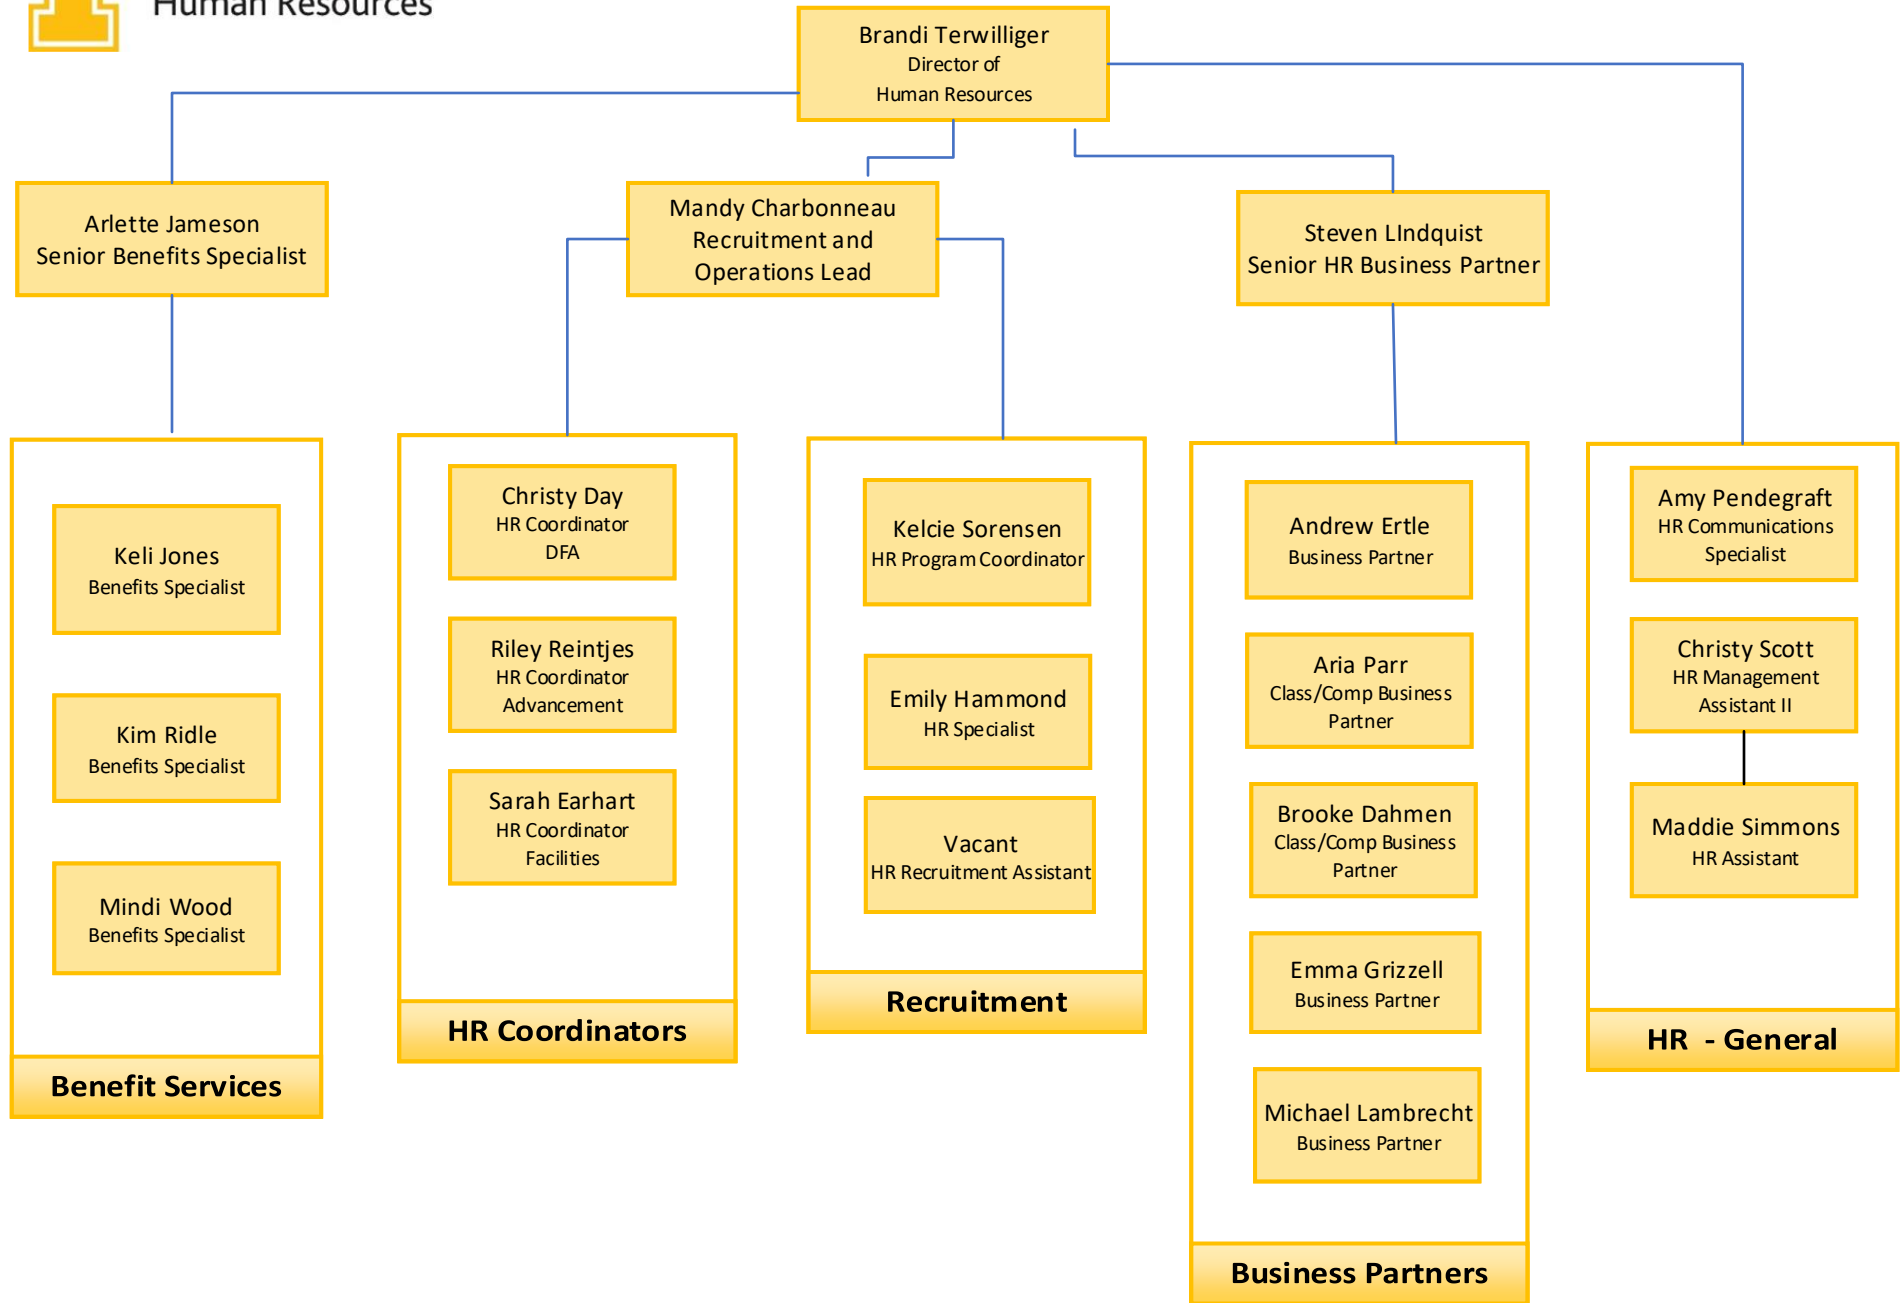 Human Resources
Brandi Terwilliger
Director of
Human Resources
Arlette Jameson
Senior Benefits Specialist
Mandy Charbonneau
Recruitment and
Operations Lead
Steven LIndquist
Senior HR Business Partner
Keli Jones
Benefits Specialist
Kim Ridle
Benefits Specialist
Mindi Wood
Benefits Specialist
Benefit Services
Christy Day
HR Coordinator
DFA
Riley Reintjes
HR Coordinator
Advancement
Sarah Earhart
HR Coordinator
Facilities
HR Coordinators
Kelcie Sorensen
HR Program Coordinator
Emily Hammond
HR Specialist
Vacant
HR Recruitment Assistant
Recruitment
Andrew Ertle
Business Partner
Aria Parr
Class/Comp Business
Partner
Brooke Dahmen
Class/Comp Business
Partner
Emma Grizzell
Business Partner
Michael Lambrecht
Business Partner
Business Partners
Amy Pendegraft
HR Communications
Specialist
Christy Scott
HR Management
Assistant II
Maddie Simmons
HR Assistant
HR - General